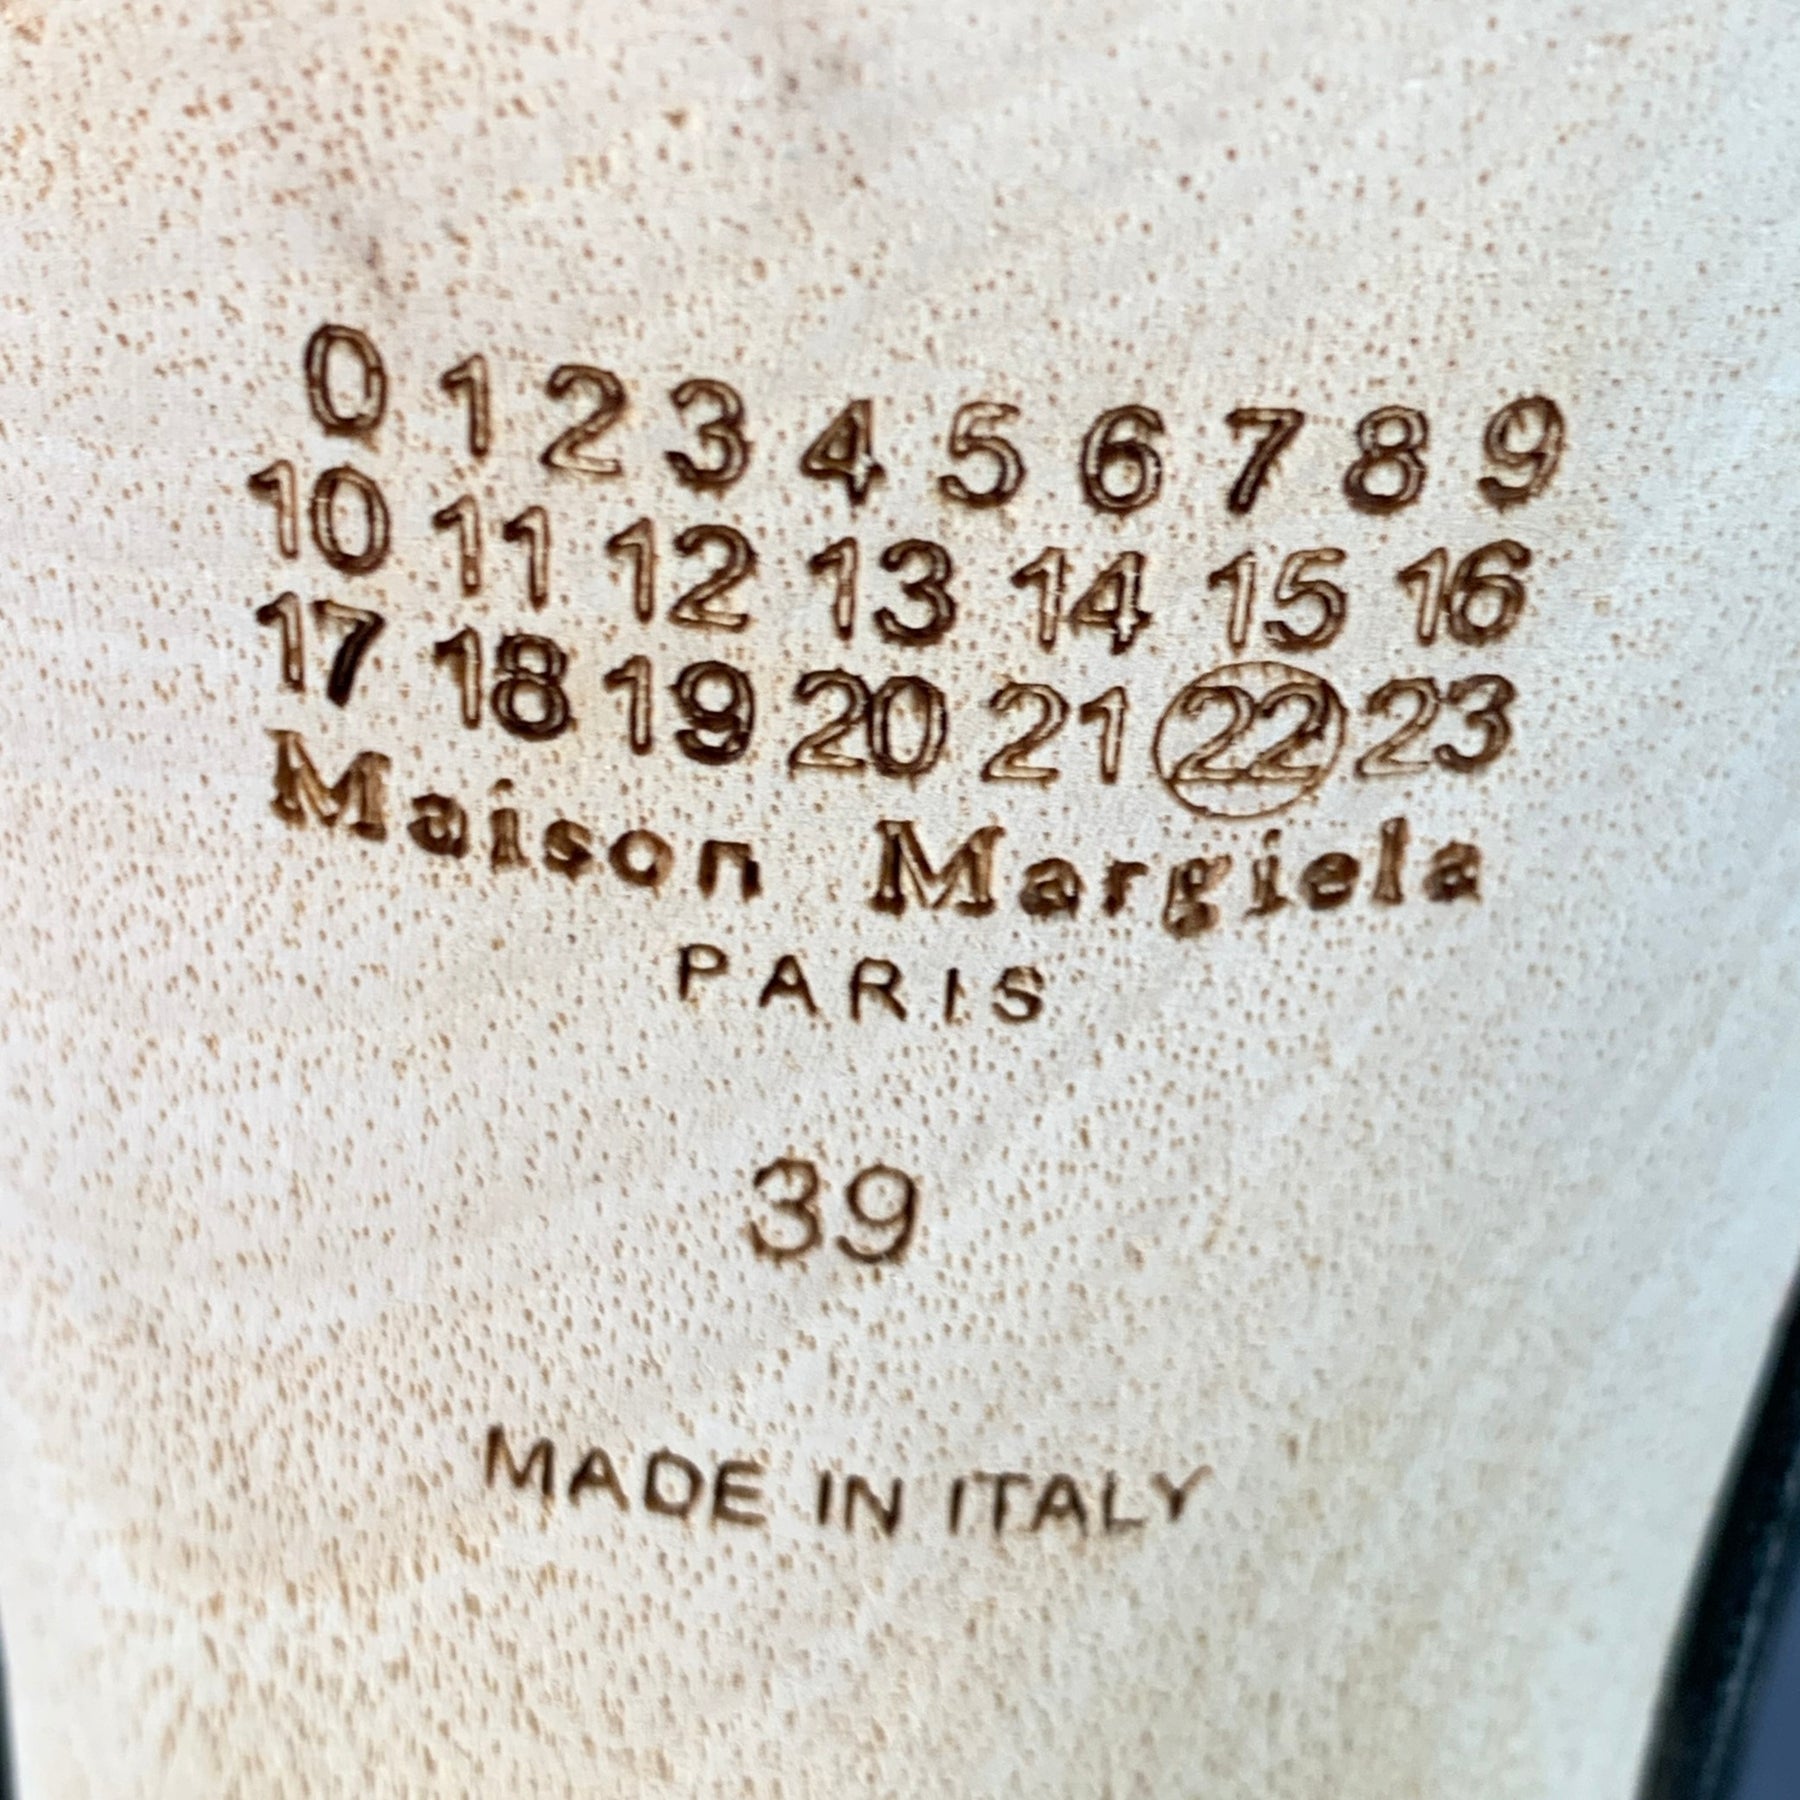 0 1 2 3 4 5 6 7 8 9
10 11 12 13 14 15 16
17 18 19 20 21 22 23
Maison Margiela
PARIS
39
MADE IN ITALY